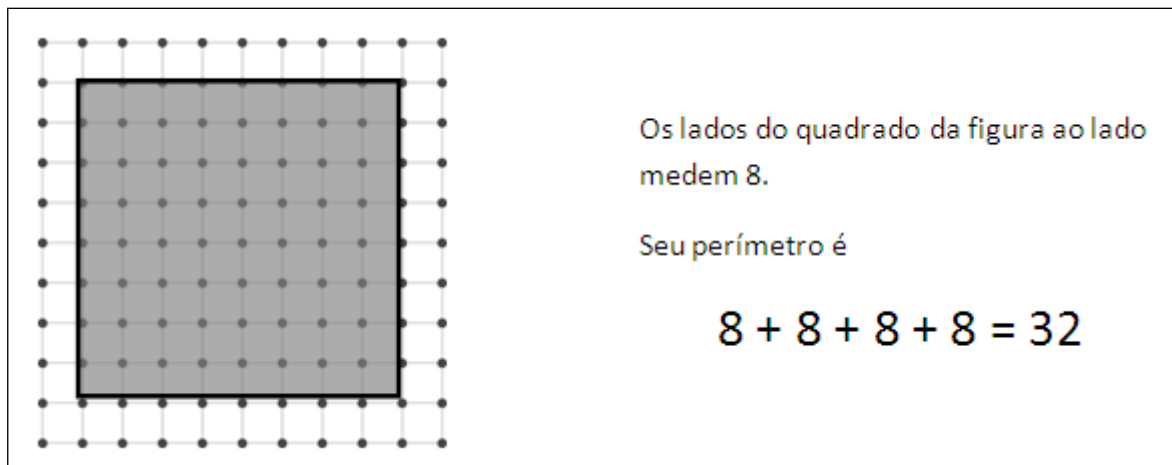 Os lados do quadrado da figura ao lado
medem 8.
Seu perímetro é
8 + 8 + 8 + 8 = 32